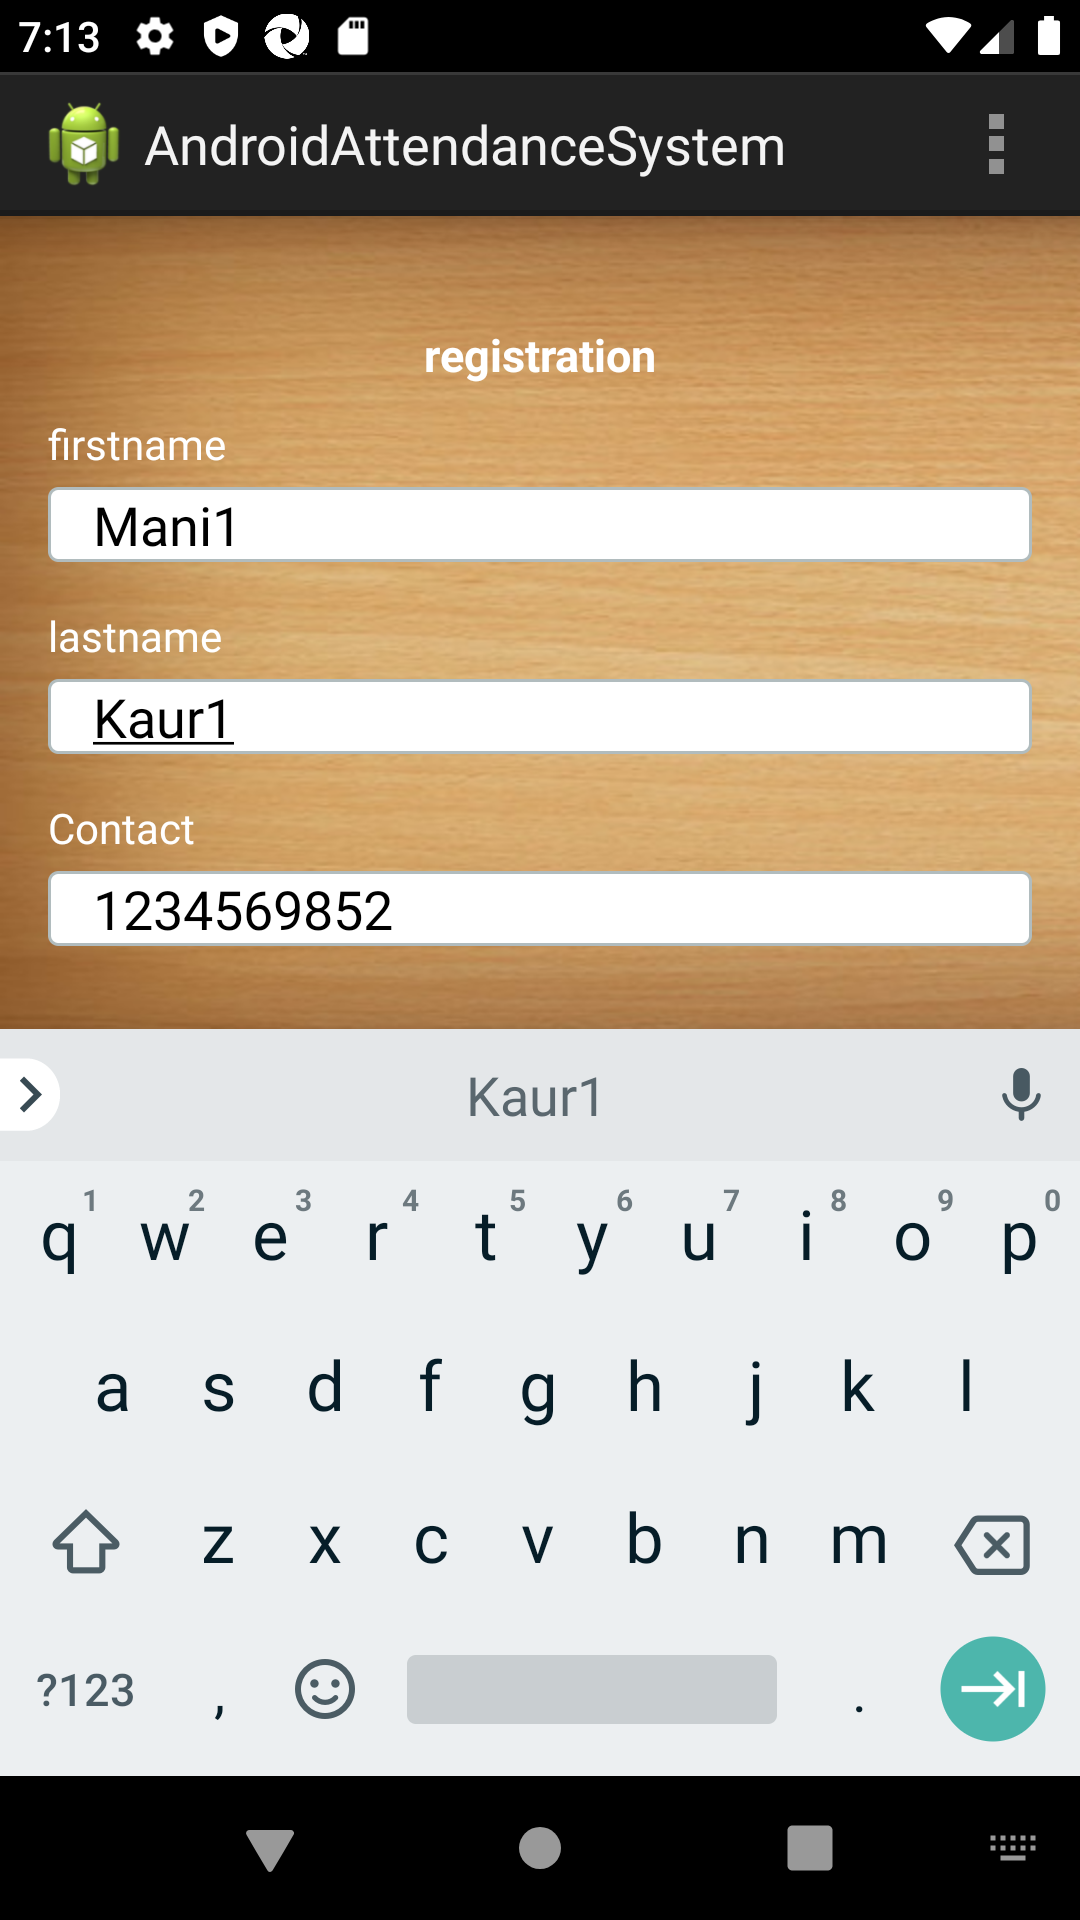 7:13
AndroidAttendanceSystem
registration
firstname
Mani1
lastname
Kaur1
Contact
1234569852
Kaur1
1 2 3 4 5 6 7 8 9 0
q w e r t y u i o p
a s d f g h j k l
z x c v b n m
?123 , .